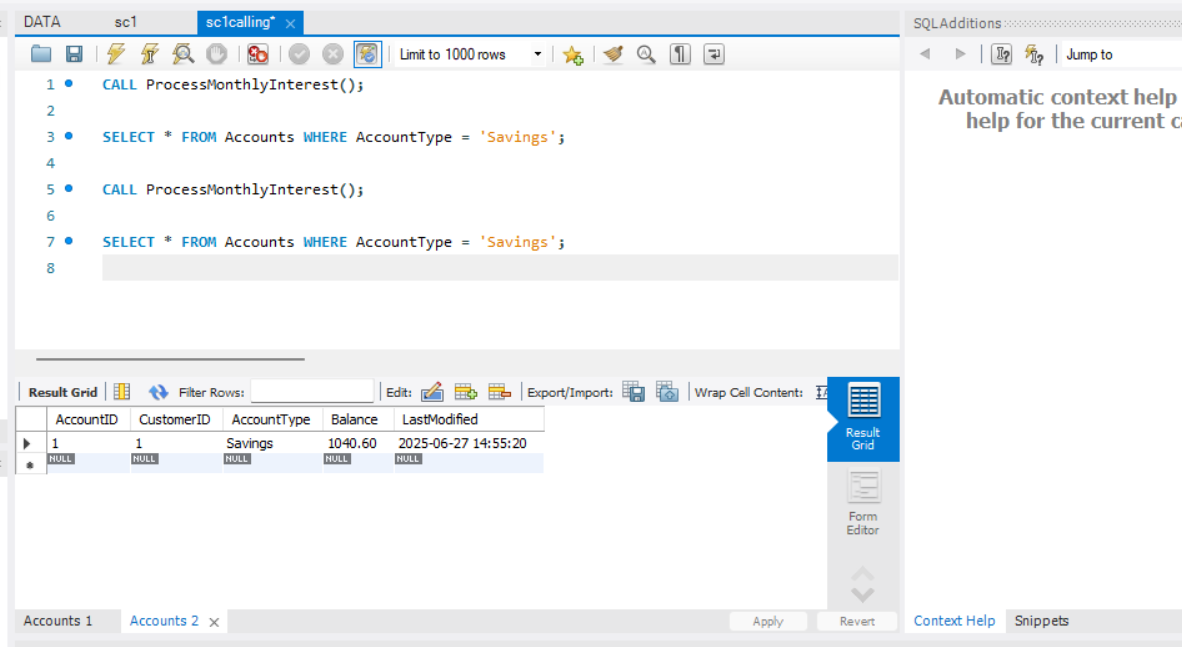 DATA sc1 sc1calling* SQLAdditions
Limit to 1000 rows Jump to
1 CALL ProcessMonthlyInterest();
2
3 SELECT * FROM Accounts WHERE AccountType = 'Savings';
4
5 CALL ProcessMonthlyInterest();
6
7 SELECT * FROM Accounts WHERE AccountType = 'Savings';
8
Automatic context help
help for the current ca
Result Grid Filter Rows: Edit: Export/Import: Wrap Cell Content:
AccountID CustomerID AccountType Balance LastModified
1 1 Savings 1040.60 2025-06-27 14:55:20
NULL NULL NULL NULL NULL
Result
Grid
Form
Editor
Accounts 1 Accounts 2 Apply Revert Context Help Snippets